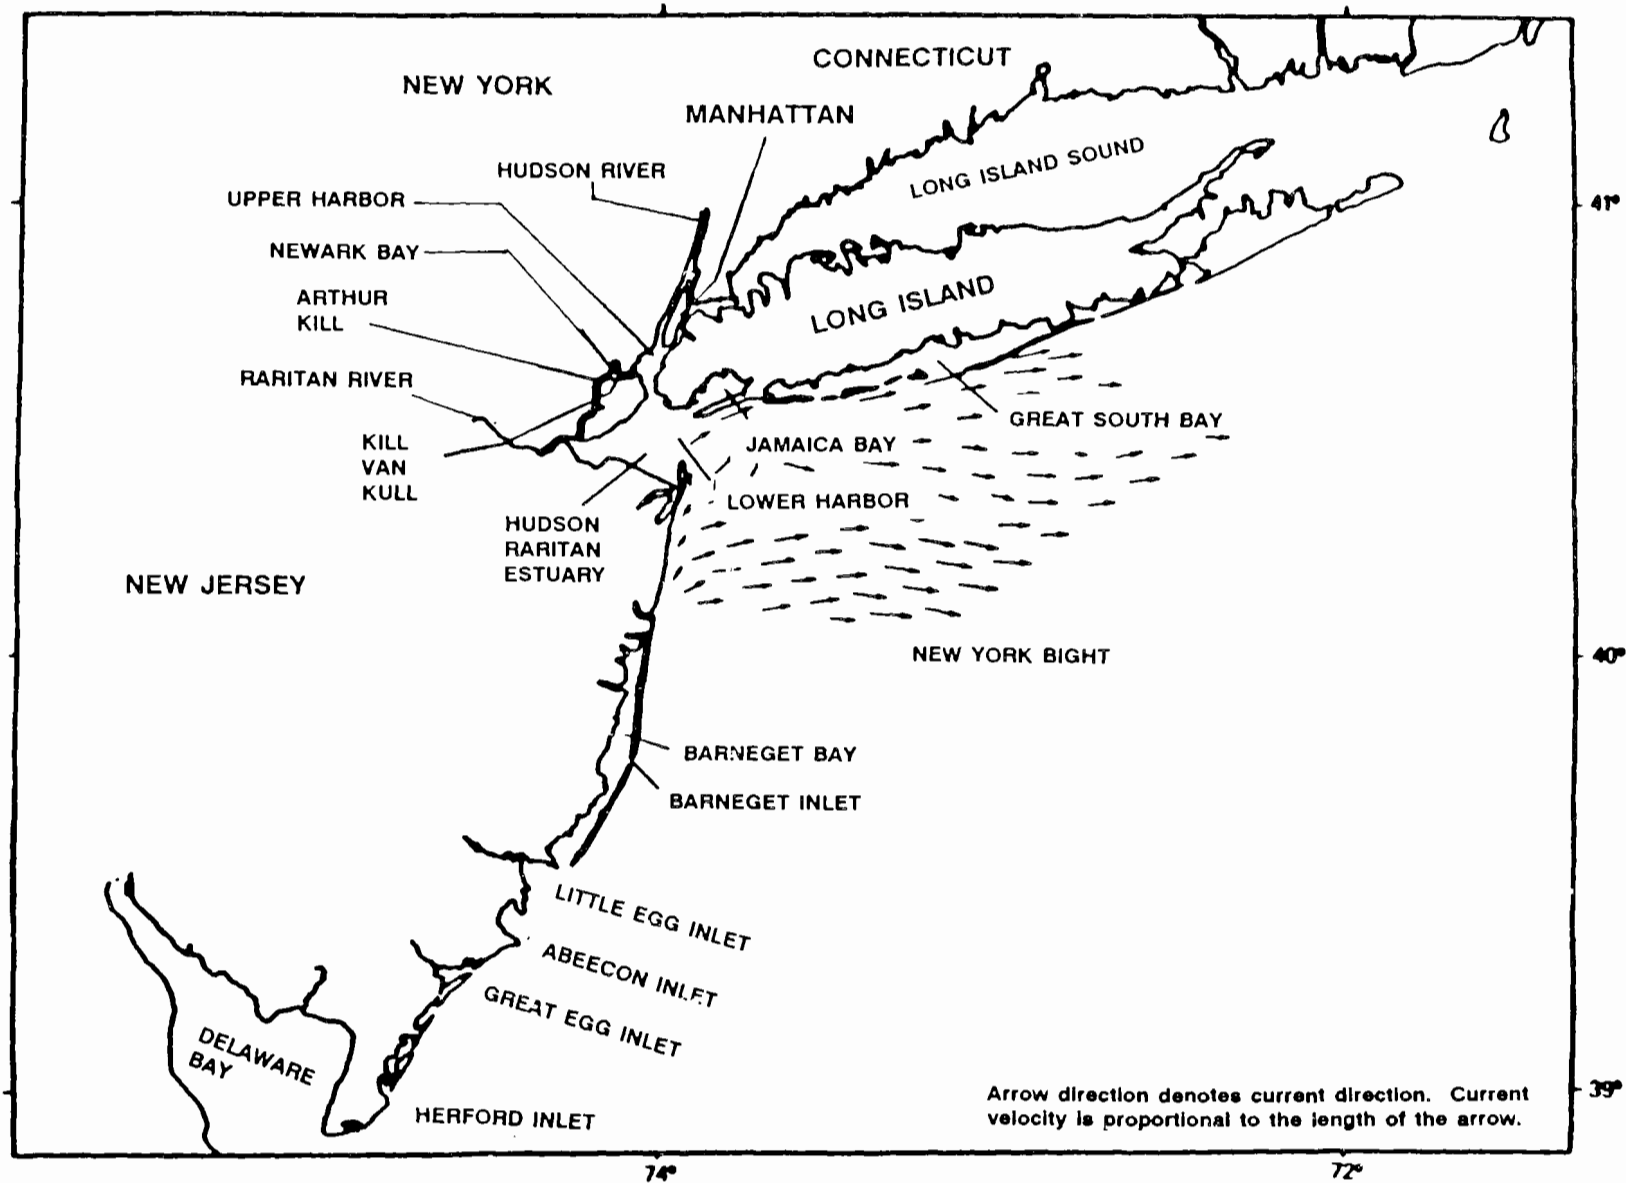 CONNECTICUT
NEW YORK
MANHATTAN
HUDSON RIVER
LONG ISLAND SOUND
UPPER HARBOR
41°
NEWARK BAY
ARTHUR
KILL
LONG ISLAND
RARITAN RIVER
GREAT SOUTH BAY
KILL
VAN
KULL
JAMAICA BAY
LOWER HARBOR
HUDSON
RARITAN
ESTUARY
NEW JERSEY
NEW YORK BIGHT
40°
BARNEGET BAY
BARNEGET INLET
LITTLE EGG INLET
ABEECON INLET
GREAT EGG INLET
DELAWARE
BAY
HERFORD INLET
Arrow direction denotes current direction. Current
velocity is proportional to the length of the arrow.
39°
74°
72°